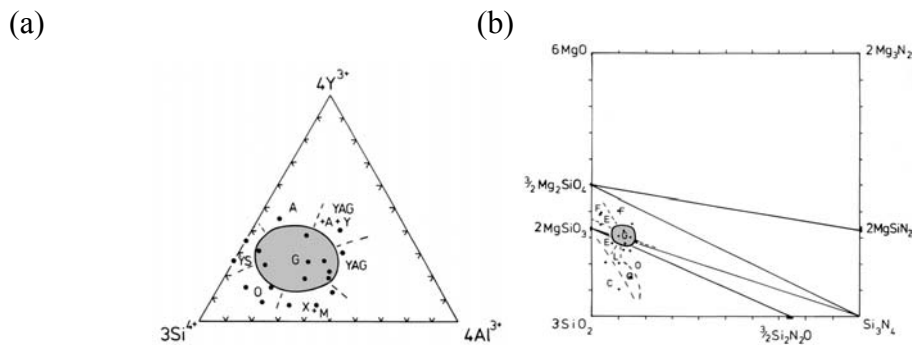 (a)
(b)
4Y³⁺
A
YAG
+A+Y
YS
G
YAG
O
X+M
3Si⁴⁺
4Al³⁺
6MgO
2Mg₃N₂
³⁄₂Mg₂SiO₄
F
F
E
2MgSiO₃
G
2MgSiN₂
E
L
O
Q
C
3SiO₂
³⁄₂Si₂N₂O
Si₃N₄